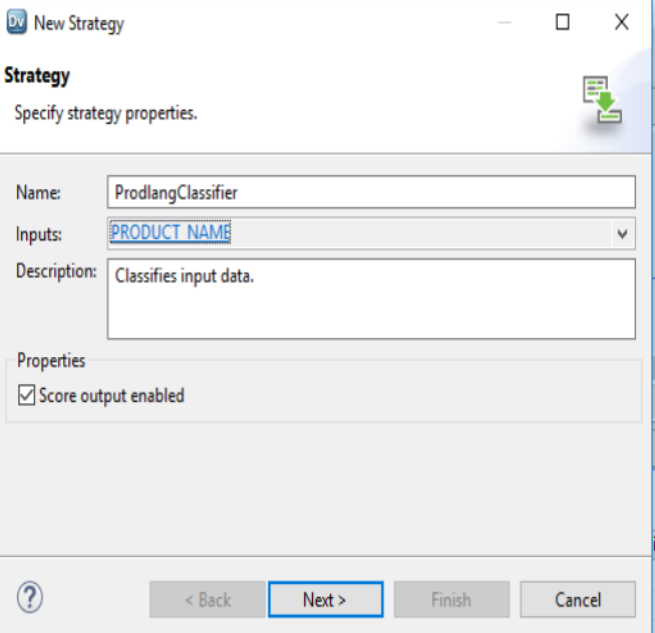 Dv New Strategy
Strategy
Specify strategy properties.
Name: ProdlangClassifier
Inputs: PRODUCT_NAME
Description: Classifies input data.
Properties
Score output enabled
? < Back Next > Finish Cancel